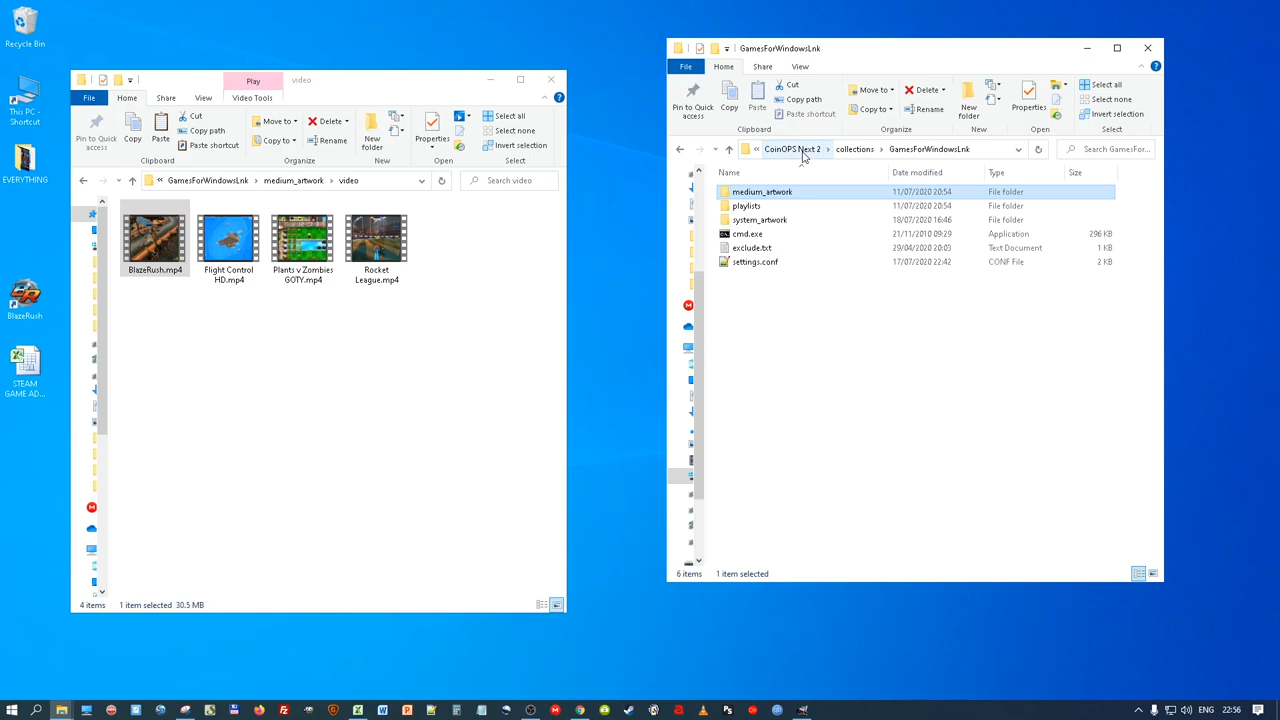 Recycle Bin
This PC -
Shortcut
EVERYTHING
BlazeRush
STEAM
GAME AD...
Play
video
File
Home
Share
View
Video Tools
Pin to Quick
access
Copy
Paste
Cut
Copy path
Paste shortcut
Clipboard
Move to
Copy to
Delete
Rename
Organize
New
folder
New
Properties
Open
Select all
Select none
Invert selection
Select
« GamesForWindowsLnk > medium_artwork > video
Search video
BlazeRush.mp4
Flight Control
HD.mp4
Plants v Zombies
GOTY.mp4
Rocket
League.mp4
4 items
1 item selected 30.5 MB
GamesForWindowsLnk
File
Home
Share
View
Pin to Quick
access
Copy
Paste
Cut
Copy path
Paste shortcut
Clipboard
Move to
Copy to
Delete
Rename
Organize
New
folder
New
Properties
Open
Select all
Select none
Invert selection
Select
« CoinOPS Next 2 > collections > GamesForWindowsLnk
Search GamesFor...
Name Date modified Type Size
medium_artwork 11/07/2020 20:54 File folder
playlists 11/07/2020 20:54 File folder
system_artwork 18/07/2020 16:46 File folder
cmd.exe 21/11/2010 09:29 Application 296 KB
exclude.txt 29/04/2020 20:03 Text Document 1 KB
settings.conf 17/07/2020 22:42 CONF File 2 KB
6 items
1 item selected
ENG 22:56